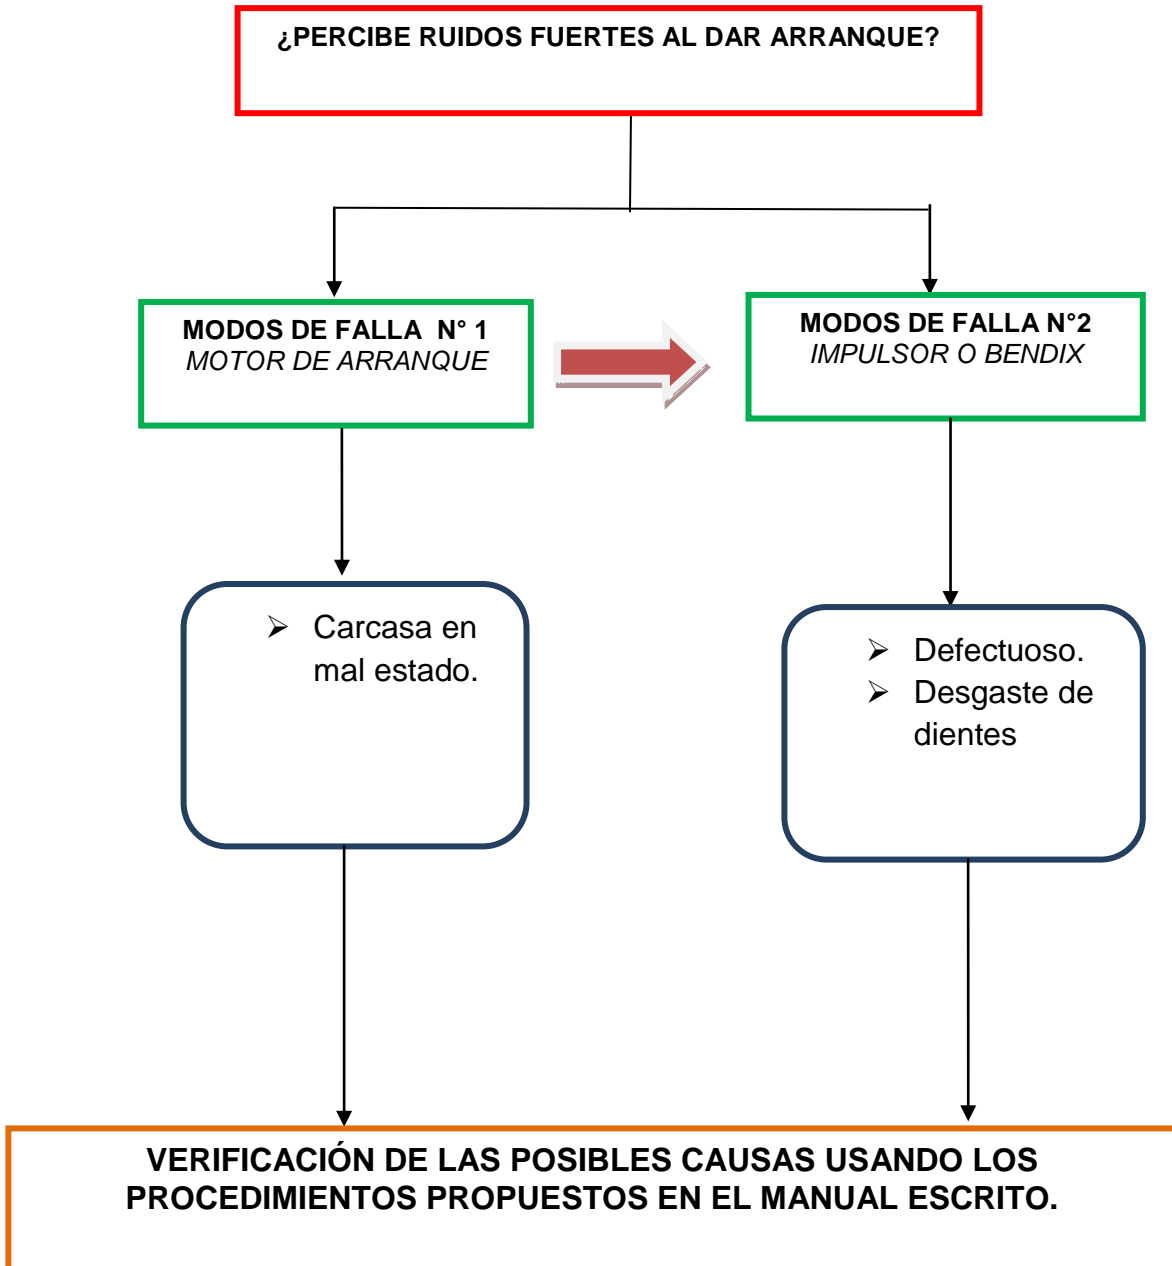 ¿PERCIBE RUIDOS FUERTES AL DAR ARRANQUE?
MODOS DE FALLA N° 1
MOTOR DE ARRANQUE
MODOS DE FALLA N°2
IMPULSOR O BENDIX
➢ Carcasa en
mal estado.
➢ Defectuoso.
➢ Desgaste de
dientes
VERIFICACIÓN DE LAS POSIBLES CAUSAS USANDO LOS
PROCEDIMIENTOS PROPUESTOS EN EL MANUAL ESCRITO.